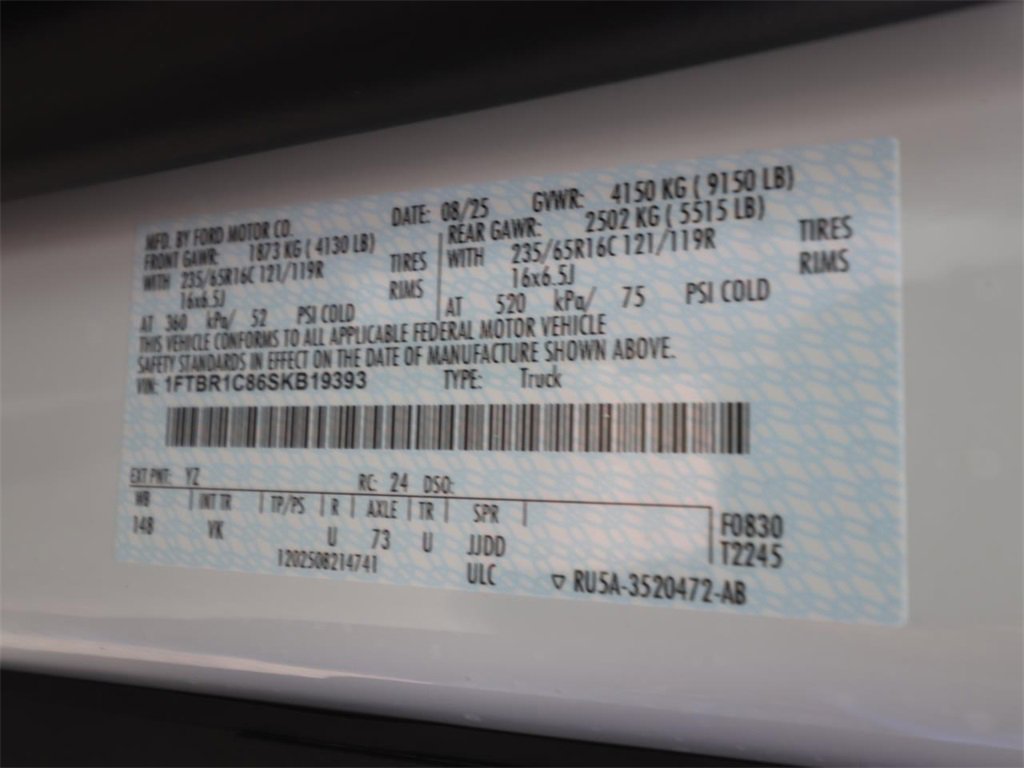 MFD. BY FORD MOTOR CO. DATE: 08/25 GVWR: 4150 KG ( 9150 LB)
FRONT GAWR: 1873 KG ( 4130 LB) REAR GAWR: 2502 KG ( 5515 LB)
WITH 235/65R16C 121/119R TIRES WITH 235/65R16C 121/119R TIRES
16x6.5J RIMS 16x6.5J RIMS
AT 360 kPa/ 52 PSI COLD AT 520 kPa/ 75 PSI COLD
THIS VEHICLE CONFORMS TO ALL APPLICABLE FEDERAL MOTOR VEHICLE
SAFETY STANDARDS IN EFFECT ON THE DATE OF MANUFACTURE SHOWN ABOVE.
VIN: 1FTBR1C86SKB19393 TYPE: Truck
EXT PNT: YZ RC: 24 DSO:
WB INT TR TP/PS R AXLE TR SPR
148 VK U 73 U JJDD
F0830
T2245
1202508214741 ULC ▽ RU5A-3520472-AB